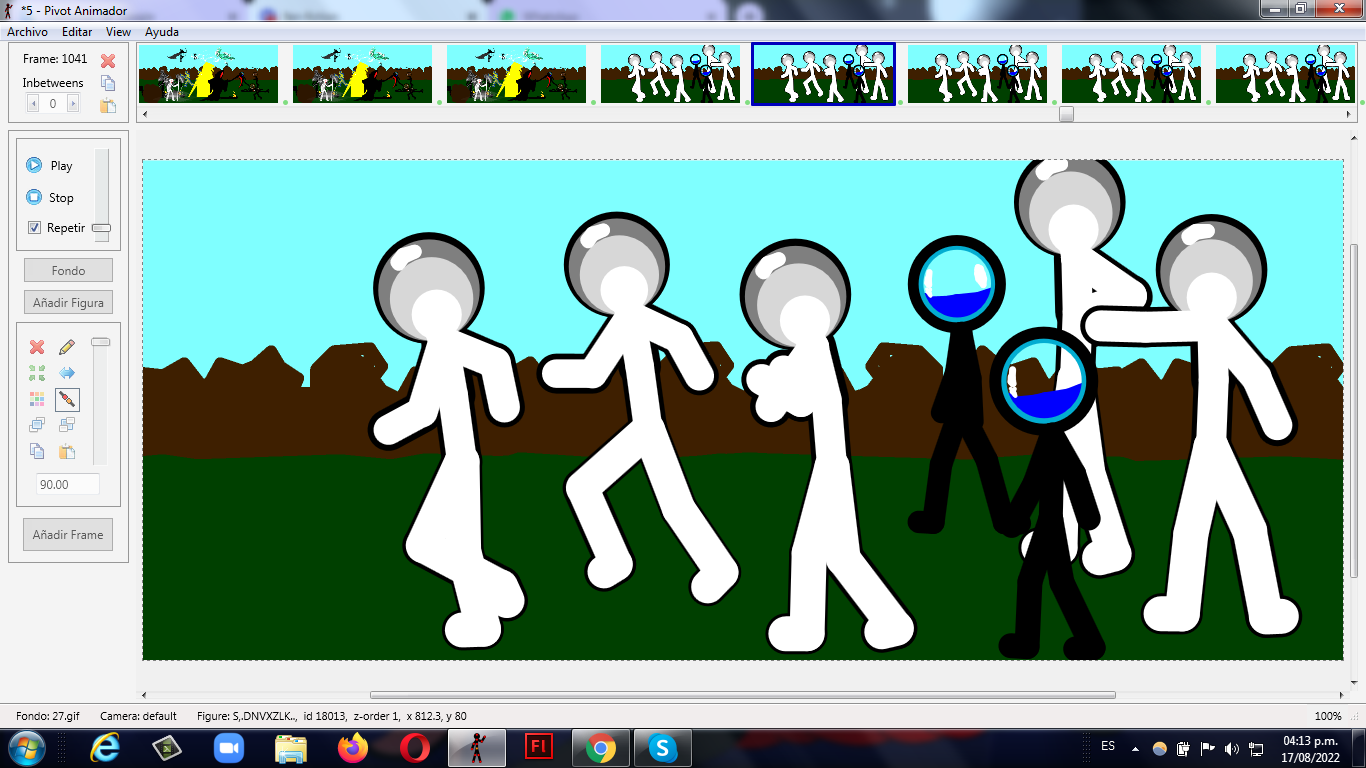 *5 - Pivot Animador
Archivo Editar View Ayuda
Frame: 1041
Inbetweens
0
Play
Stop
Repetir
Fondo
Añadir Figura
90.00
Añadir Frame
Fondo: 27.gif Camera: default Figure: S,.DNVXZLK.., id 18013, z-order 1, x 812.3, y 80 100%
FI
ES
04:13 p.m.
17/08/2022